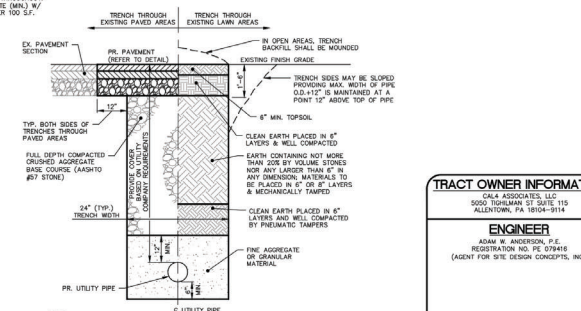 TE (MIN.) W/
ER 100 S.F.
TRENCH THROUGH
EXISTING PAVED AREAS
TRENCH THROUGH
EXISTING LAWN AREAS
EX. PAVEMENT
SECTION
PR. PAVEMENT
(REFER TO DETAIL)
IN OPEN AREAS, TRENCH
BACKFILL SHALL BE MOUNDED
EXISTING FINISH GRADE
1'-6"
TRENCH SIDES MAY BE SLOPED
PROVIDING MAX. WIDTH OF PIPE
O.D.+12" IS MAINTAINED AT A
POINT 12" ABOVE TOP OF PIPE
12"
6" MIN. TOPSOIL
TYP. BOTH SIDES OF
TRENCHES THROUGH
PAVED AREAS
CLEAN EARTH PLACED IN 6"
LAYERS & WELL COMPACTED
FULL DEPTH COMPACTED
CRUSHED AGGREGATE
BASE COURSE (AASHTO
#57 STONE)
PROVIDE COVER
BASED ON UTILITY
COMPANY REQUIREMENTS
EARTH CONTAINING NOT MORE
THAN 20% BY VOLUME STONES
NOR ANY LARGER THAN 6" IN
ANY DIMENSION; MATERIALS TO
BE PLACED IN 6" OR 8" LAYERS
& MECHANICALLY TAMPED
24" (TYP.)
TRENCH WIDTH
CLEAN EARTH PLACED IN 6"
LAYERS AND WELL COMPACTED
BY PNEUMATIC TAMPERS
12"
MIN.
FINE AGGREGATE
OR GRANULAR
MATERIAL
PR. UTILITY PIPE
6"
MIN.
UTILITY PIPE
TRACT OWNER INFORMAT
CAL4 ASSOCIATES, LLC
5050 TIGHLMAN ST SUITE 115
ALLENTOWN, PA 18104-9114
ENGINEER
ADAM W. ANDERSON, P.E.
REGISTRATION NO. PE 079416
(AGENT FOR SITE DESIGN CONCEPTS, INC